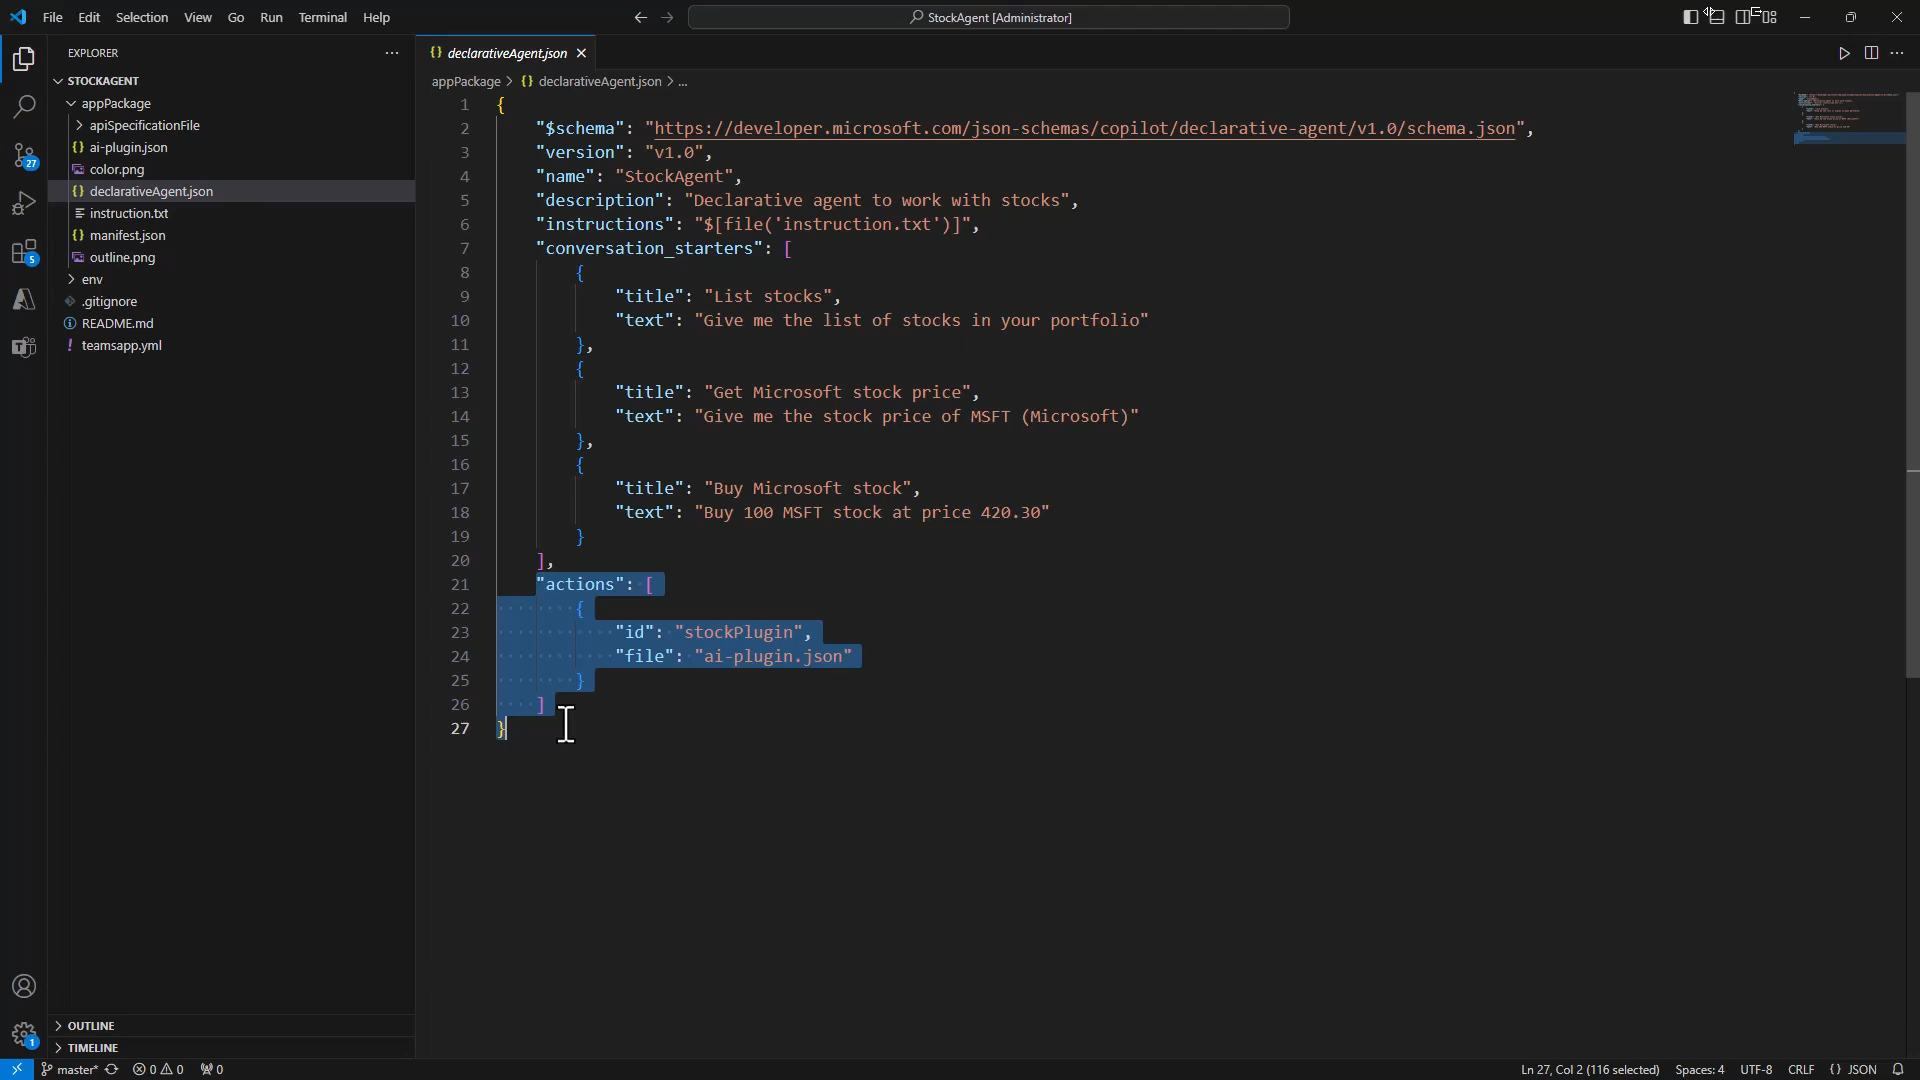 File Edit Selection View Go Run Terminal Help
StockAgent [Administrator]
EXPLORER
STOCKAGENT
appPackage
apiSpecificationFile
ai-plugin.json
color.png
declarativeAgent.json
instruction.txt
manifest.json
outline.png
env
.gitignore
README.md
teamsapp.yml
27
5
1
OUTLINE
TIMELINE
{} declarativeAgent.json
appPackage > {} declarativeAgent.json > ...
1 {
2 "$schema": "https://developer.microsoft.com/json-schemas/copilot/declarative-agent/v1.0/schema.json",
3 "version": "v1.0",
4 "name": "StockAgent",
5 "description": "Declarative agent to work with stocks",
6 "instructions": "$[file('instruction.txt')]",
7 "conversation_starters": [
8 {
9 "title": "List stocks",
10 "text": "Give me the list of stocks in your portfolio"
11 },
12 {
13 "title": "Get Microsoft stock price",
14 "text": "Give me the stock price of MSFT (Microsoft)"
15 },
16 {
17 "title": "Buy Microsoft stock",
18 "text": "Buy 100 MSFT stock at price 420.30"
19 }
20 ],
21 "actions": [
22 {
23 "id": "stockPlugin",
24 "file": "ai-plugin.json"
25 }
26 ]
27 }
master* 0 0 0 Ln 27, Col 2 (116 selected) Spaces: 4 UTF-8 CRLF {} JSON